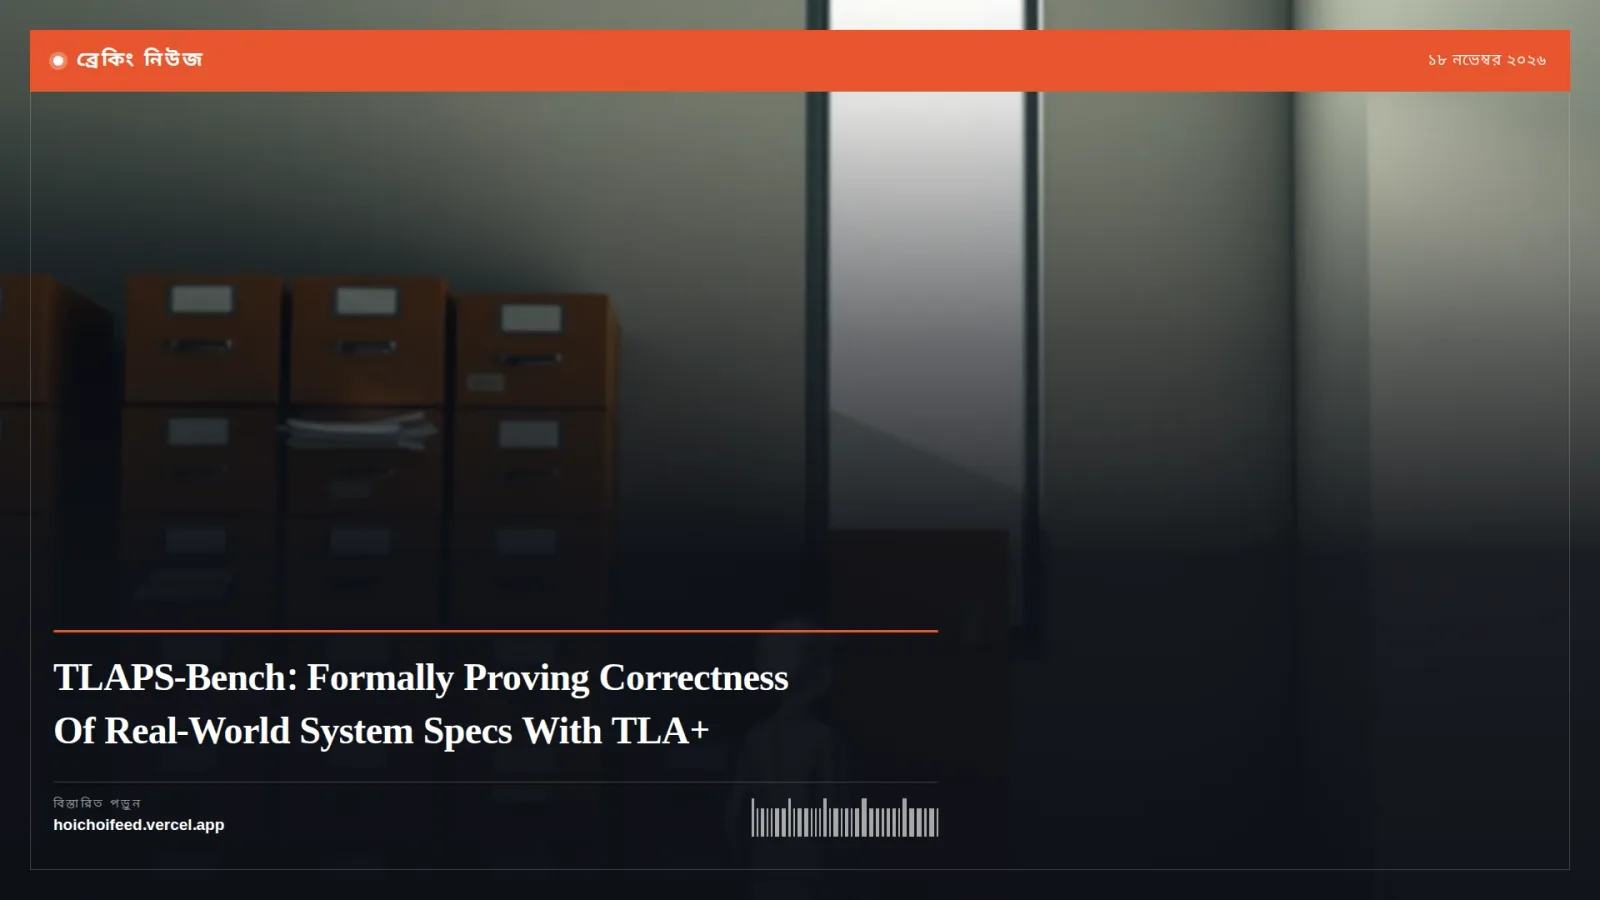 ব্রেকিং নিউজ
১৮ নভেম্বর ২০২৬
TLAPS-Bench: Formally Proving Correctness
Of Real-World System Specs With TLA+
বিস্তারিত পড়ুন
hoichoifeed.vercel.app